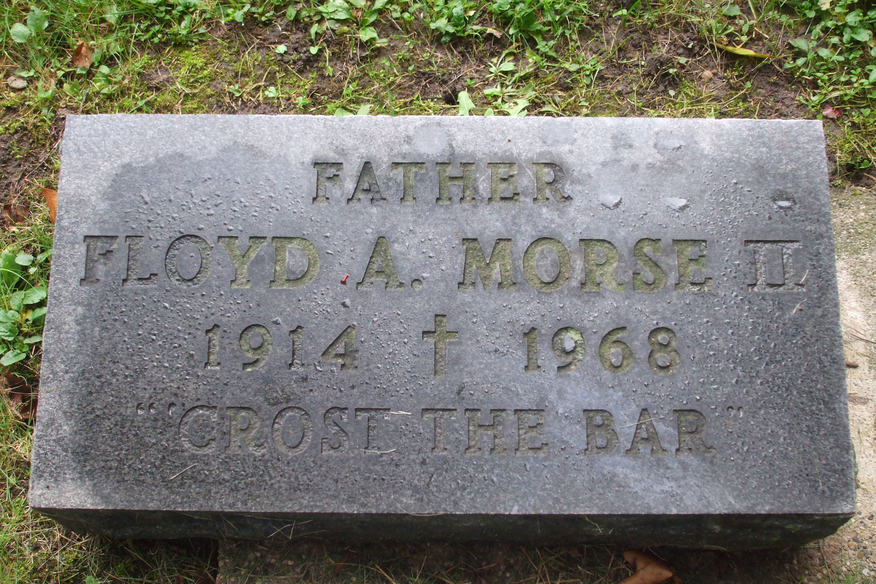 FATHER
FLOYD A. MORSE II.
1914 † 1968
"'CROST THE BAR"